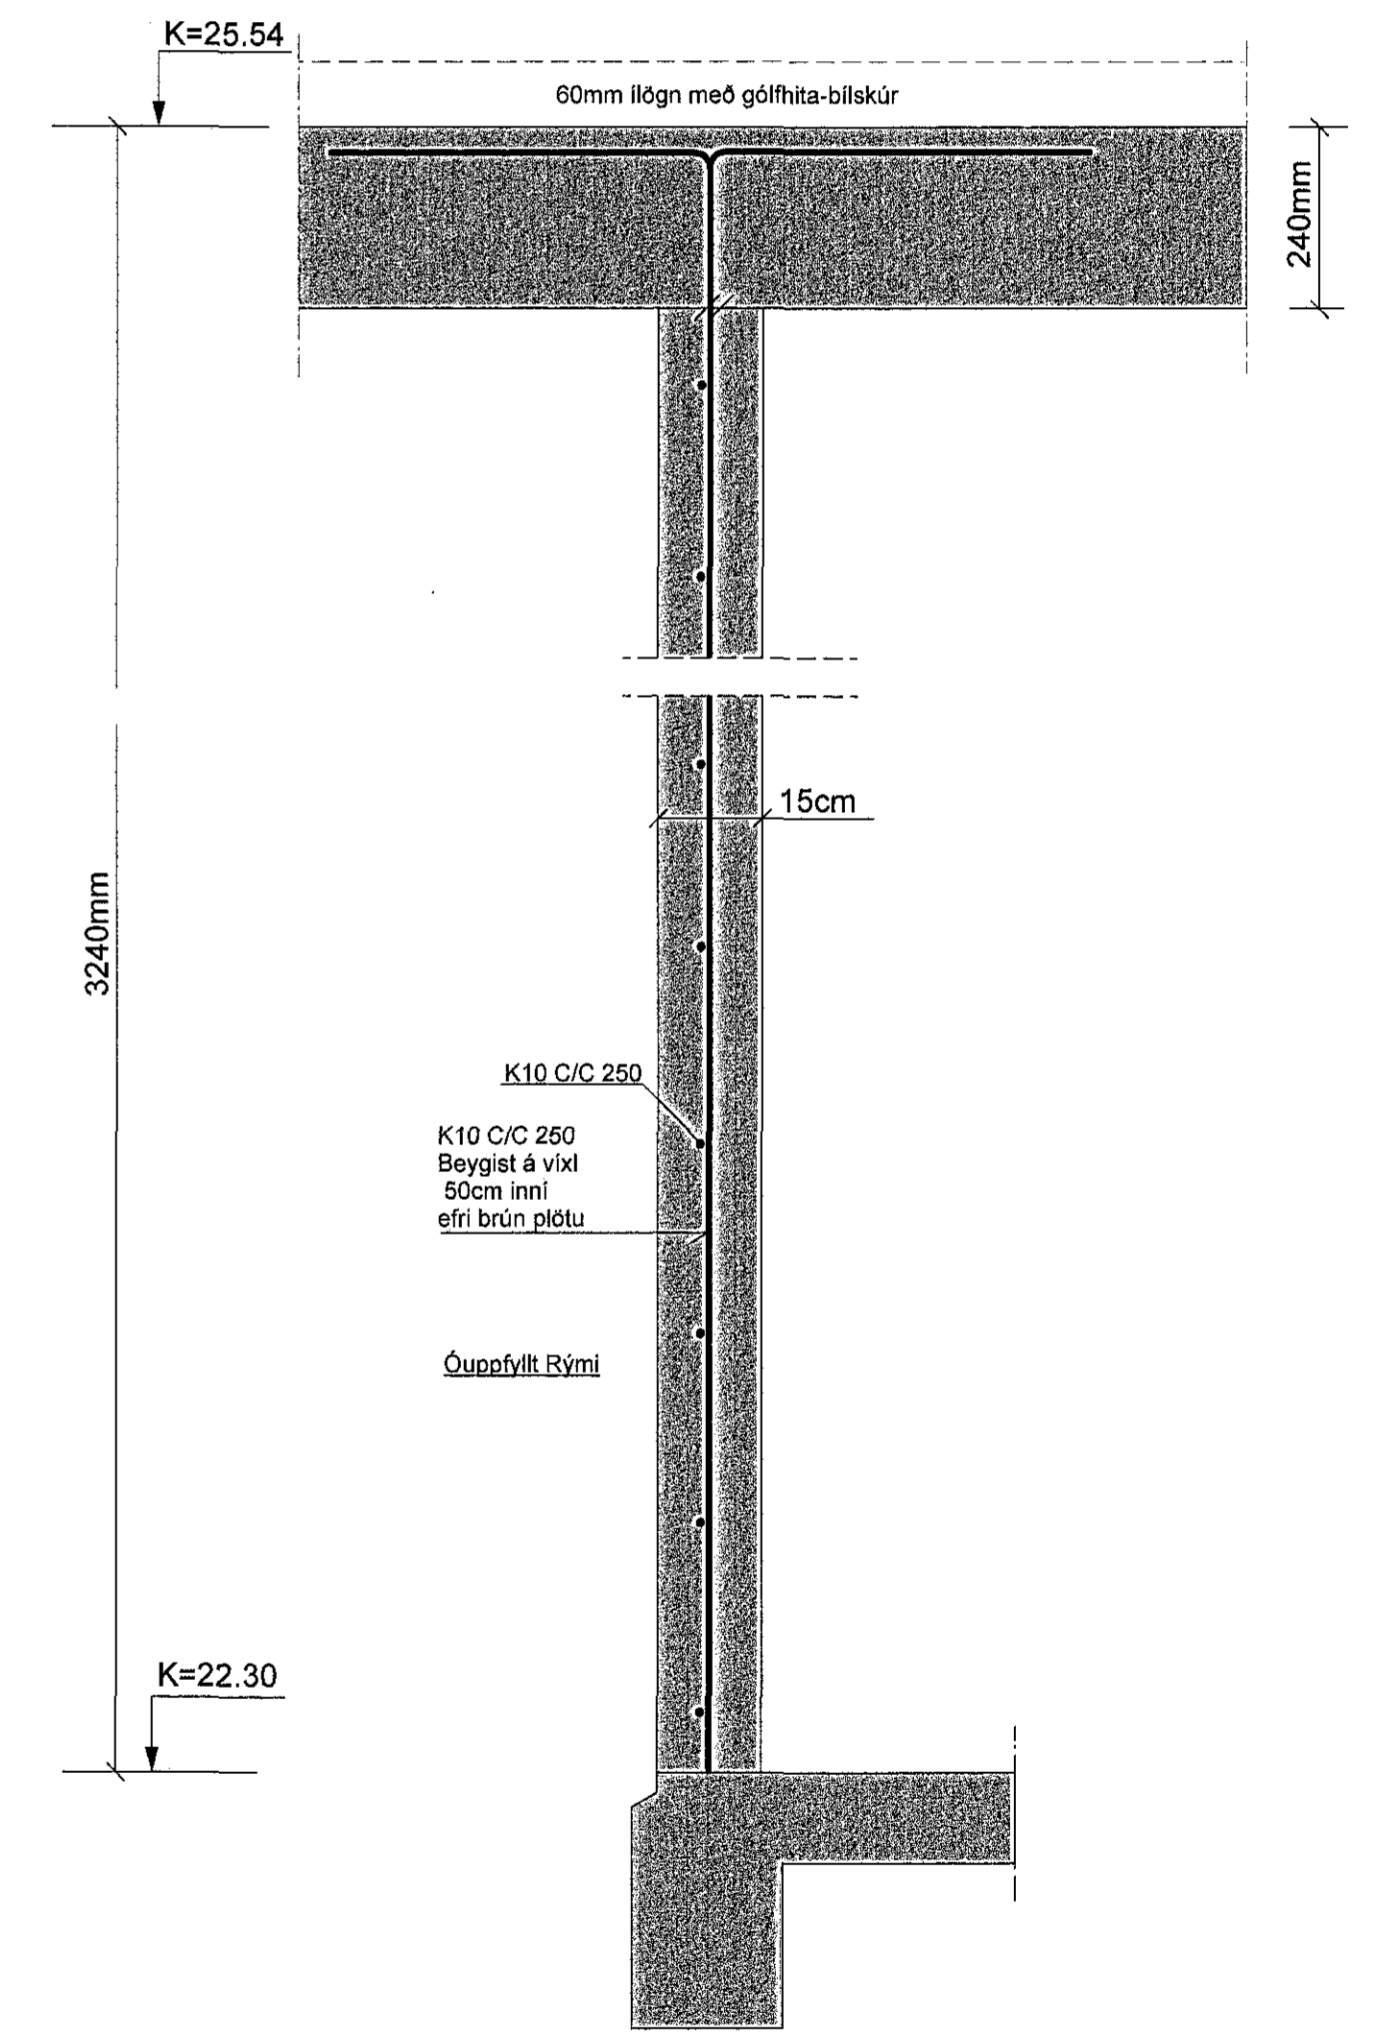 K=25.54
60mm ílögn með gólfhita-bílskúr
240mm
15cm
3240mm
K10 C/C 250
K10 C/C 250
Beygist á víxl
50cm inní
efri brún plötu
Óuppfyllt Rými
K=22.30